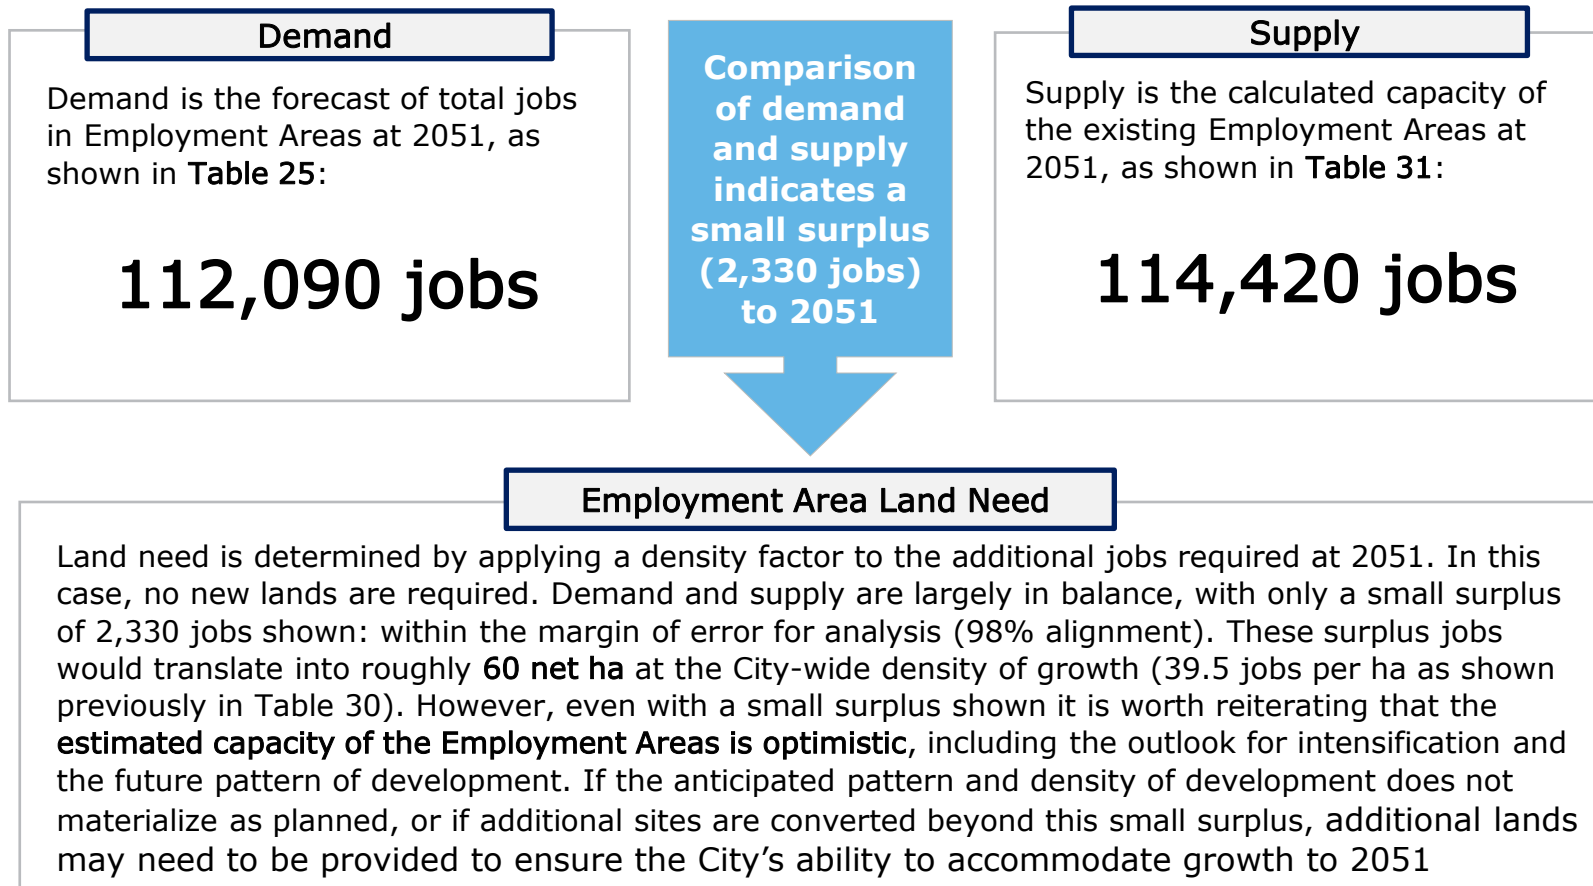 Demand
Demand is the forecast of total jobs
in Employment Areas at 2051, as
shown in Table 25:
112,090 jobs
Comparison
of demand
and supply
indicates a
small surplus
(2,330 jobs)
to 2051
Supply
Supply is the calculated capacity of
the existing Employment Areas at
2051, as shown in Table 31:
114,420 jobs
Employment Area Land Need
Land need is determined by applying a density factor to the additional jobs required at 2051. In this
case, no new lands are required. Demand and supply are largely in balance, with only a small surplus
of 2,330 jobs shown: within the margin of error for analysis (98% alignment). These surplus jobs
would translate into roughly 60 net ha at the City-wide density of growth (39.5 jobs per ha as shown
previously in Table 30). However, even with a small surplus shown it is worth reiterating that the
estimated capacity of the Employment Areas is optimistic, including the outlook for intensification and
the future pattern of development. If the anticipated pattern and density of development does not
materialize as planned, or if additional sites are converted beyond this small surplus, additional lands
may need to be provided to ensure the City’s ability to accommodate growth to 2051